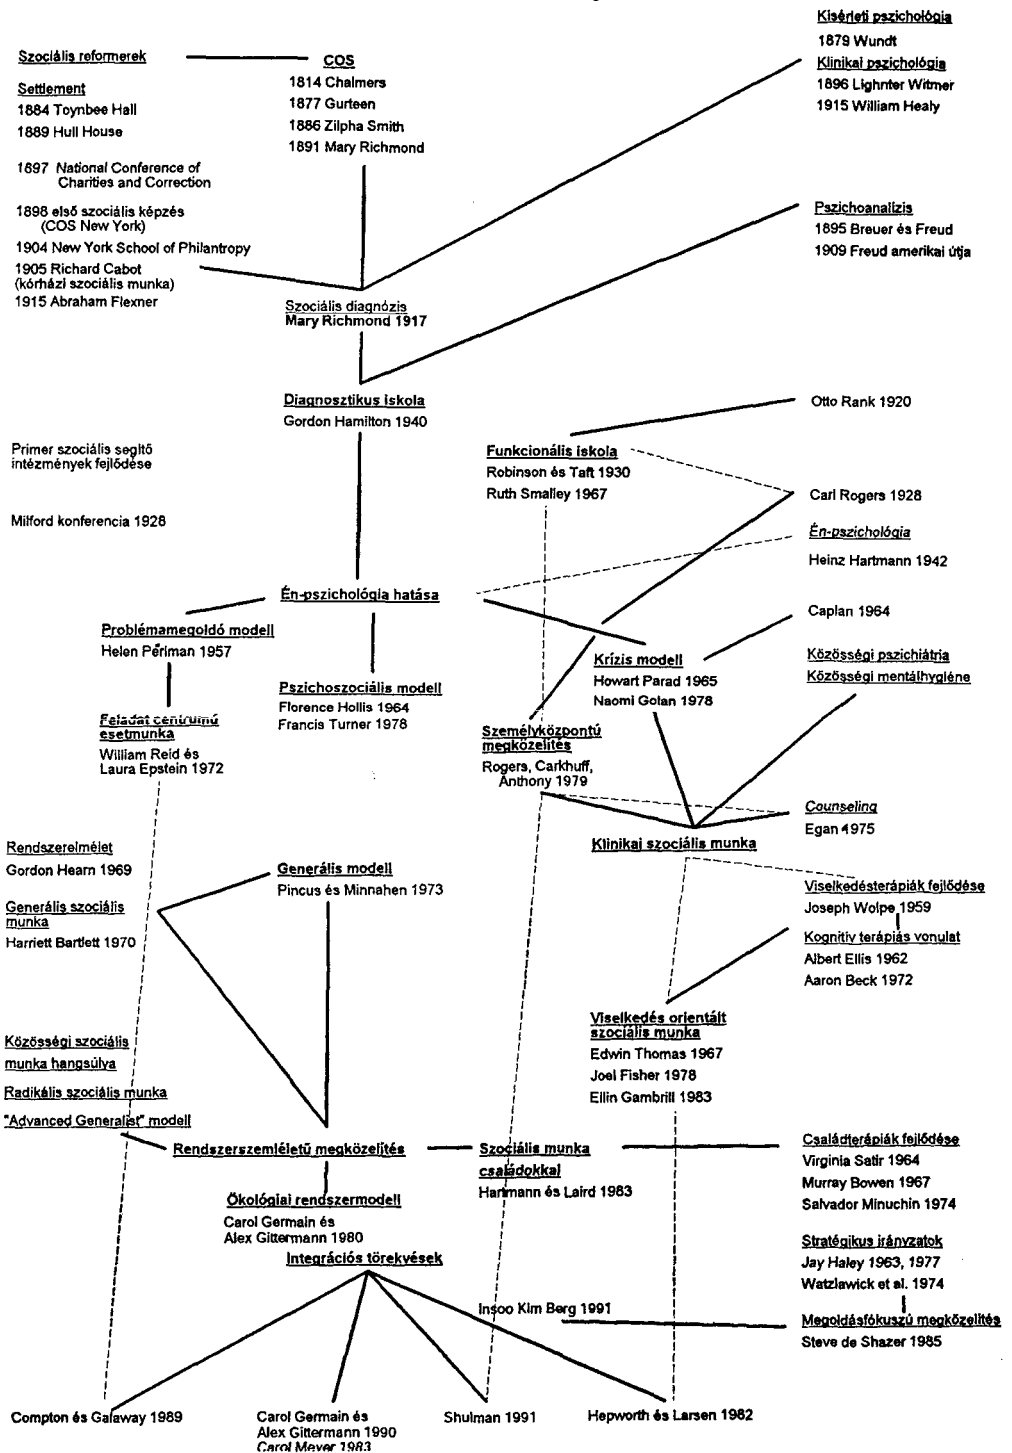 Kisérleti pszichológia
1879 Wundt
Klinikai pszichológia
1896 Lighnter Witmer
1915 William Healy
Szociális reformerek
COS
Settlement
1884 Toynbee Hall
1889 Hull House
1814 Chalmers
1877 Gurteen
1886 Zilpha Smith
1891 Mary Richmond
1897 National Conference of
Charities and Correction
1898 első szociális képzés
(COS New York)
1904 New York School of Philantropy
1905 Richard Cabot
(kórházi szociális munka)
1915 Abraham Flexner
Pszichoanalízis
1895 Breuer és Freud
1909 Freud amerikai útja
Szociális diagnózis
Mary Richmond 1917
Diagnosztikus iskola
Gordon Hamilton 1940
Otto Rank 1920
Primer szociális segítő
intézmények fejlődése
Funkcionális iskola
Robinson és Taft 1930
Ruth Smalley 1967
Carl Rogers 1928
Milford konferencia 1928
Én-pszichológia
Heinz Hartmann 1942
Én-pszichológia hatása
Caplan 1964
Problémamegoldó modell
Helen Perlman 1957
Krízis modell
Howart Parad 1965
Naomi Golan 1978
Közösségi pszichiátria
Közösségi mentálhygiéne
Pszichoszociális modell
Florence Hollis 1964
Francis Turner 1978
Feladat centrumú
esetmunka
William Reid és
Laura Epstein 1972
Személyközpontú
megközelítés
Rogers, Carkhuff,
Anthony 1979
Counseling
Egan 1975
Klinikai szociális munka
Rendszerelmélet
Gordon Hearn 1969
Generális modell
Pincus és Minnahen 1973
Viselkedésterápiák fejlődése
Joseph Wolpe 1959
Generális szociális
munka
Harriett Bartlett 1970
Kognitív terápiás vonulat
Albert Ellis 1962
Aaron Beck 1972
Viselkedés orientált
szociális munka
Edwin Thomas 1967
Joel Fisher 1978
Ellin Gambrill 1983
Közösségi szociális
munka hangsúlya
Radikális szociális munka
"Advanced Generalist" modell
Rendszerszemléletű megközelítés
Szociális munka
családokkal
Hartmann és Laird 1983
Családterápiák fejlődése
Virginia Satir 1964
Murray Bowen 1967
Salvador Minuchin 1974
Ökológiai rendszermodell
Carol Germain és
Alex Gittermann 1980
Stratégikus irányzatok
Jay Haley 1963, 1977
Watzlawick et al. 1974
Integrációs törekvések
Insoo Kim Berg 1991
Megoldásfókuszú megközelítés
Steve de Shazer 1985
Compton és Galaway 1989
Carol Germain és
Alex Gittermann 1990
Carol Meyer 1983
Shulman 1991
Hepworth és Larsen 1982